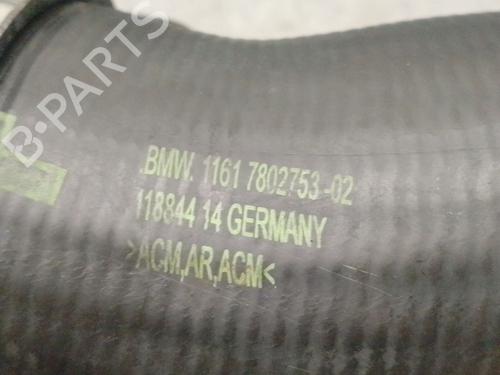 B-PARTS
.BMW. 1161 7802753-02
118844 14 GERMANY
>ACM,AR,ACM<